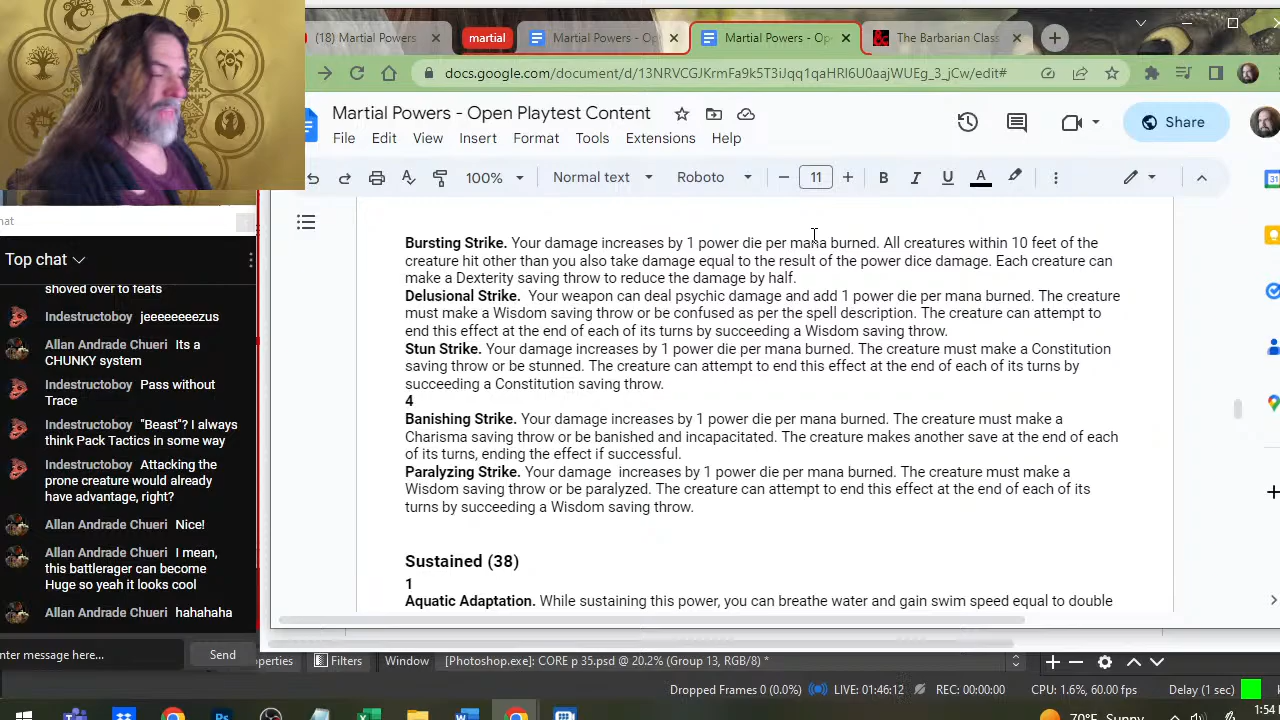 (18) Martial Powers
martial
Martial Powers - Op
Martial Powers - Op
The Barbarian Class
docs.google.com/document/d/13NRVCGJKrmFa9k5T3iJqq1qaHRl6U0aajWUEg_3_jCw/edit#
Martial Powers - Open Playtest Content
File Edit View Insert Format Tools Extensions Help
Share
100% Normal text Roboto 11 B I U A
Bursting Strike. Your damage increases by 1 power die per mana burned. All creatures within 10 feet of the
creature hit other than you also take damage equal to the result of the power dice damage. Each creature can
make a Dexterity saving throw to reduce the damage by half.
Delusional Strike. Your weapon can deal psychic damage and add 1 power die per mana burned. The creature
must make a Wisdom saving throw or be confused as per the spell description. The creature can attempt to
end this effect at the end of each of its turns by succeeding a Wisdom saving throw.
Stun Strike. Your damage increases by 1 power die per mana burned. The creature must make a Constitution
saving throw or be stunned. The creature can attempt to end this effect at the end of each of its turns by
succeeding a Constitution saving throw.
4
Banishing Strike. Your damage increases by 1 power die per mana burned. The creature must make a
Charisma saving throw or be banished and incapacitated. The creature makes another save at the end of each
of its turns, ending the effect if successful.
Paralyzing Strike. Your damage increases by 1 power die per mana burned. The creature must make a
Wisdom saving throw or be paralyzed. The creature can attempt to end this effect at the end of each of its
turns by succeeding a Wisdom saving throw.
Sustained (38)
1
Aquatic Adaptation. While sustaining this power, you can breathe water and gain swim speed equal to double
hat
Top chat
shoved over to feats
Indestructoboy jeeeeeeezus
Allan Andrade Chueri Its a
CHUNKY system
Indestructoboy Pass without
Trace
Indestructoboy "Beast"? I always
think Pack Tactics in some way
Indestructoboy Attacking the
prone creature would already
have advantage, right?
Allan Andrade Chueri Nice!
Allan Andrade Chueri I mean,
this battlerager can become
Huge so yeah it looks cool
Allan Andrade Chueri hahahaha
nter message here... Send
operties Filters Window [Photoshop.exe]: CORE p 35.psd @ 20.2% (Group 13, RGB/8) *
Dropped Frames 0 (0.0%) LIVE: 01:46:12 REC: 00:00:00 CPU: 1.6%, 60.00 fps Delay (1 sec)
70°F Sunny 1:54